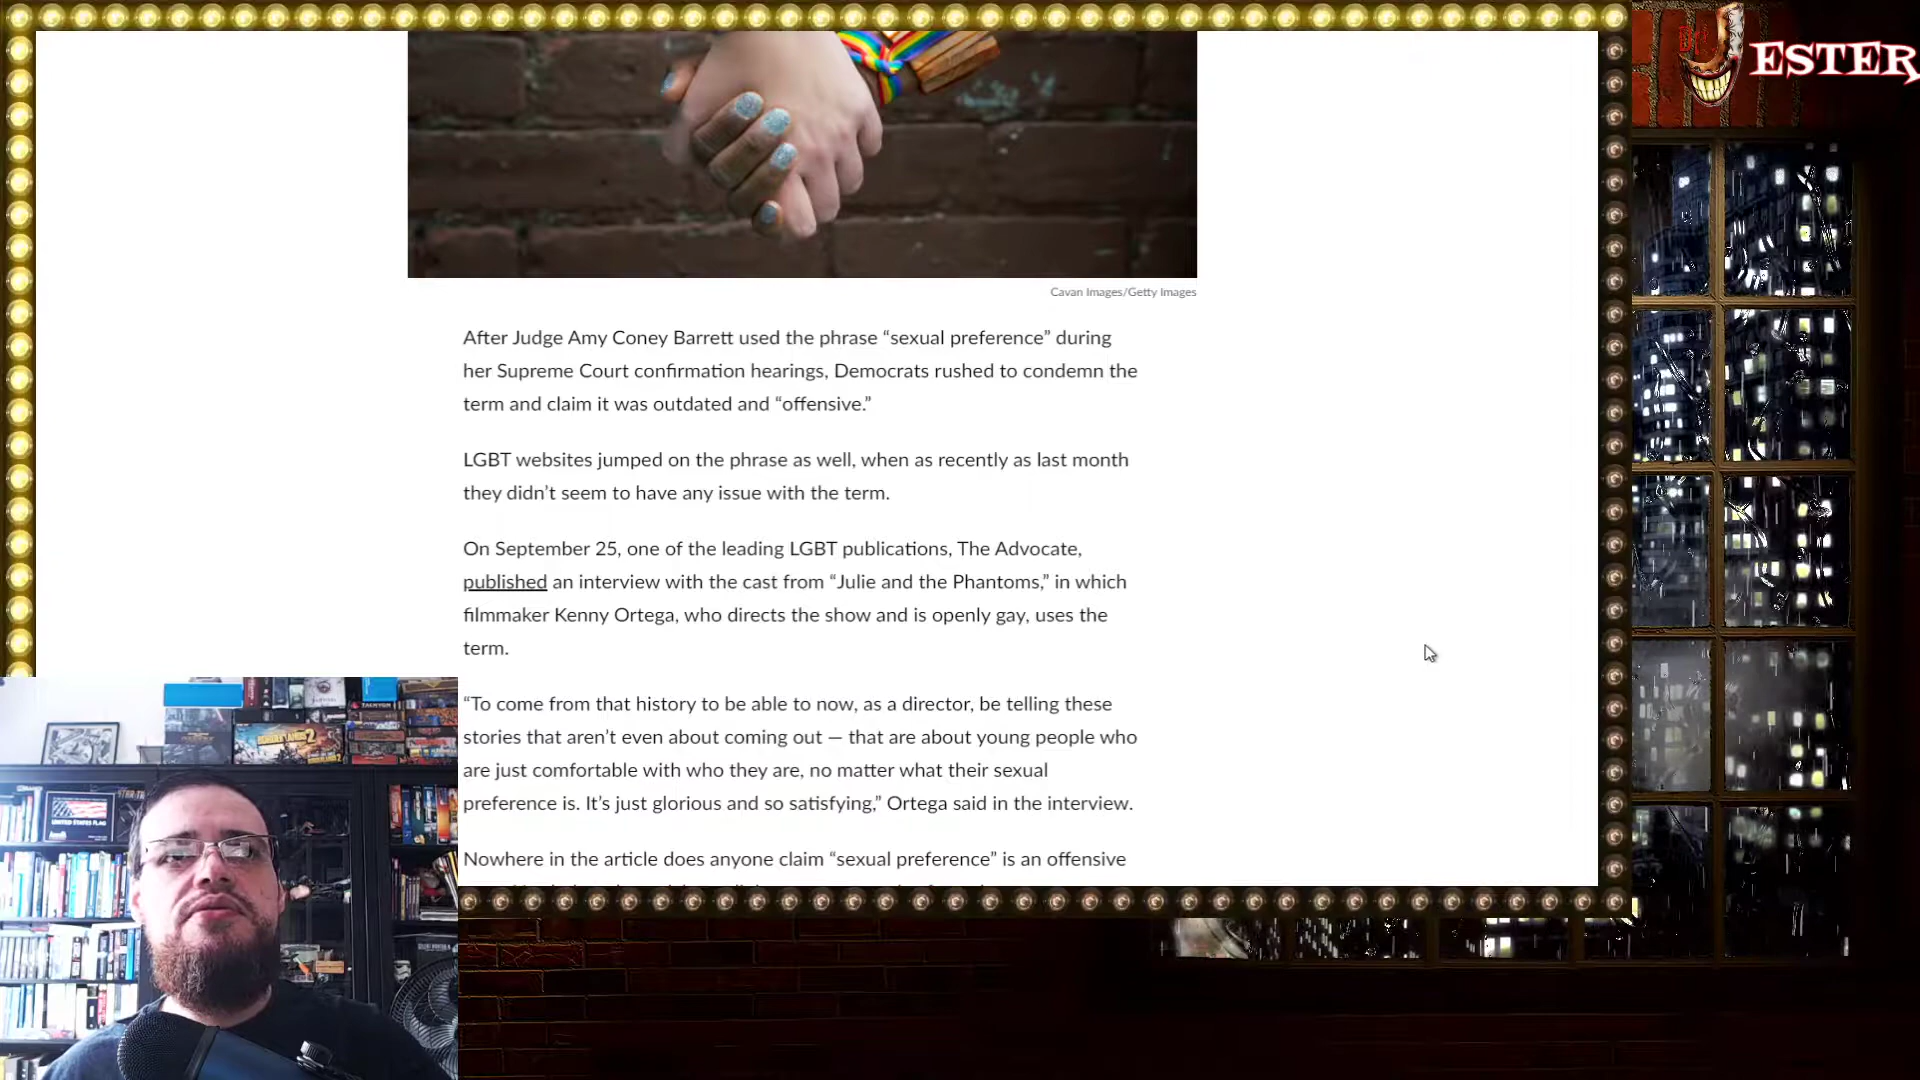 ESTER
Cavan Images/Getty Images
After Judge Amy Coney Barrett used the phrase “sexual preference” during
her Supreme Court confirmation hearings, Democrats rushed to condemn the
term and claim it was outdated and “offensive.”
LGBT websites jumped on the phrase as well, when as recently as last month
they didn’t seem to have any issue with the term.
On September 25, one of the leading LGBT publications, The Advocate,
published an interview with the cast from “Julie and the Phantoms,” in which
filmmaker Kenny Ortega, who directs the show and is openly gay, uses the
term.
“To come from that history to be able to now, as a director, be telling these
stories that aren’t even about coming out — that are about young people who
are just comfortable with who they are, no matter what their sexual
preference is. It’s just glorious and so satisfying,” Ortega said in the interview.
Nowhere in the article does anyone claim “sexual preference” is an offensive
BORDERLANDS 2
UNITED STATES FLAG